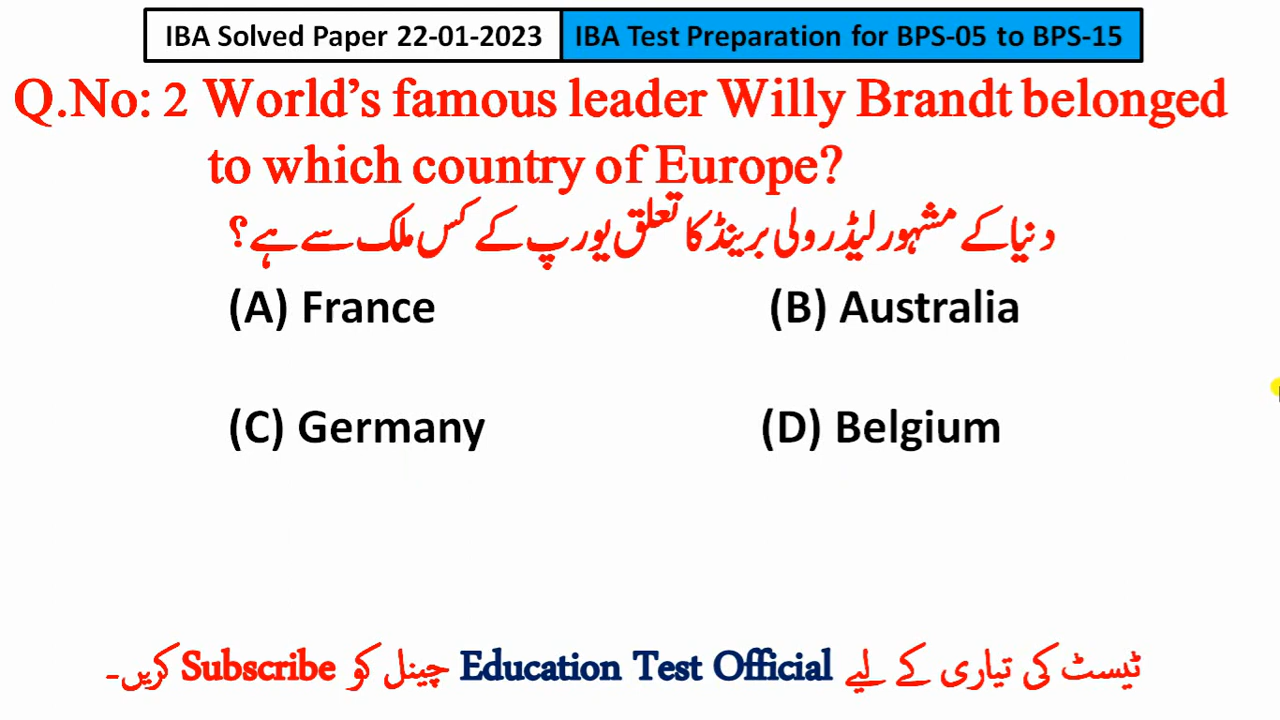 IBA Solved Paper 22-01-2023 IBA Test Preparation for BPS-05 to BPS-15
Q.No: 2 World's famous leader Willy Brandt belonged
to which country of Europe?
دنیا کے مشہور لیڈر ولی برینڈ کا تعلق یورپ کے کس ملک سے ہے؟
(A) France (B) Australia
(C) Germany (D) Belgium
ٹیسٹ کی تیاری کے لیے Education Test Official چینل کو Subscribe کریں۔